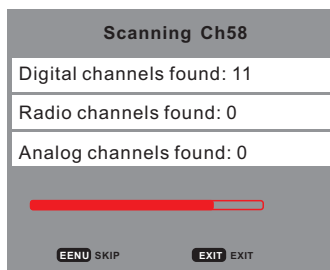 Scanning Ch58
Digital channels found: 11
Radio channels found: 0
Analog channels found: 0
EENU SKIP EXIT EXIT